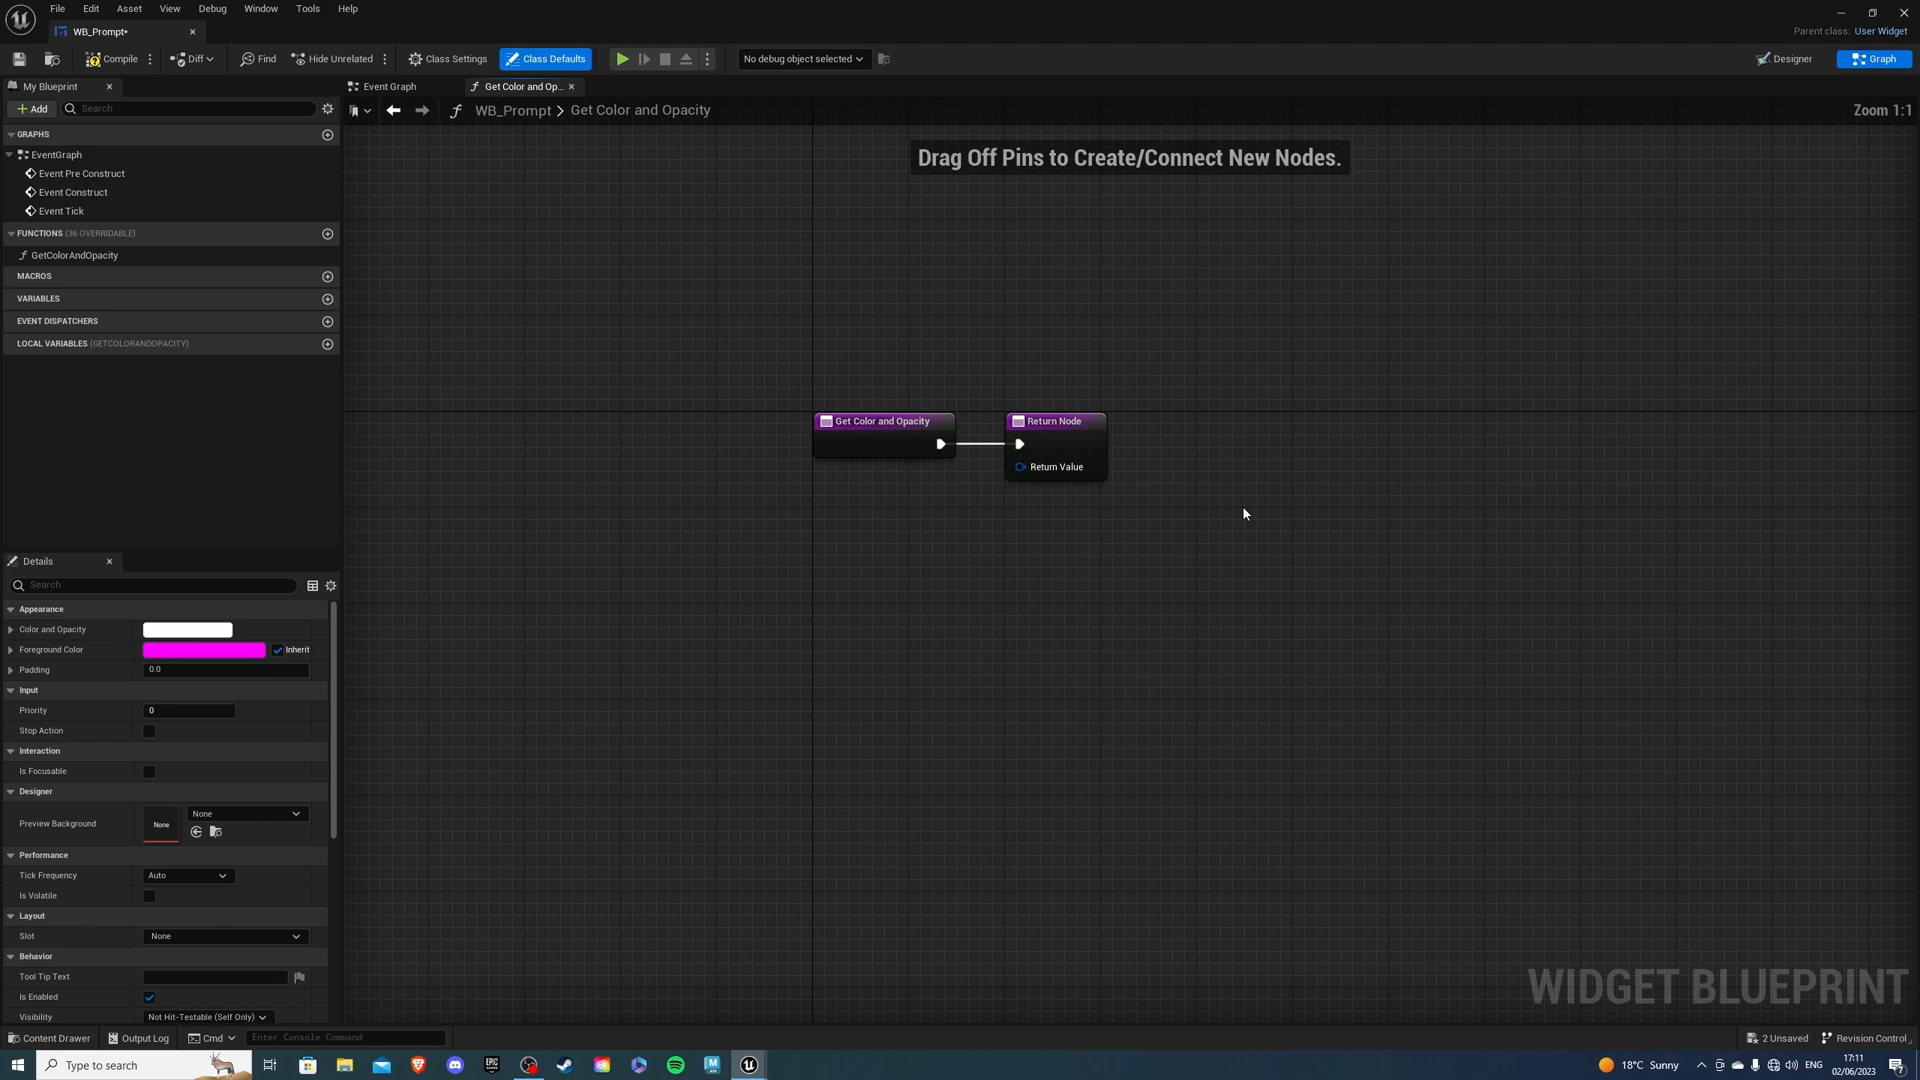 File Edit Asset View Debug Window Tools Help
WB_Prompt*
Parent class: User Widget
Compile Diff Find Hide Unrelated Class Settings Class Defaults No debug object selected Designer Graph
My Blueprint Event Graph Get Color and Op...
Add Search WB_Prompt > Get Color and Opacity Zoom 1:1
GRAPHS
EventGraph
Event Pre Construct
Event Construct
Event Tick
FUNCTIONS (36 OVERRIDABLE)
GetColorAndOpacity
MACROS
VARIABLES
EVENT DISPATCHERS
LOCAL VARIABLES (GETCOLORANDOPACITY)
Drag Off Pins to Create/Connect New Nodes.
Get Color and Opacity
Return Node
Return Value
Details
Search
Appearance
Color and Opacity
Foreground Color Inherit
Padding 0.0
Input
Priority 0
Stop Action
Interaction
Is Focusable
Designer
Preview Background None None
Performance
Tick Frequency Auto
Is Volatile
Layout
Slot None
Behavior
Tool Tip Text
Is Enabled
Visibility Not Hit-Testable (Self Only)
WIDGET BLUEPRINT
Content Drawer Output Log Cmd Enter Console Command 2 Unsaved Revision Control
Type to search EPIC M 18°C Sunny ENG 17:11
02/06/2023 7